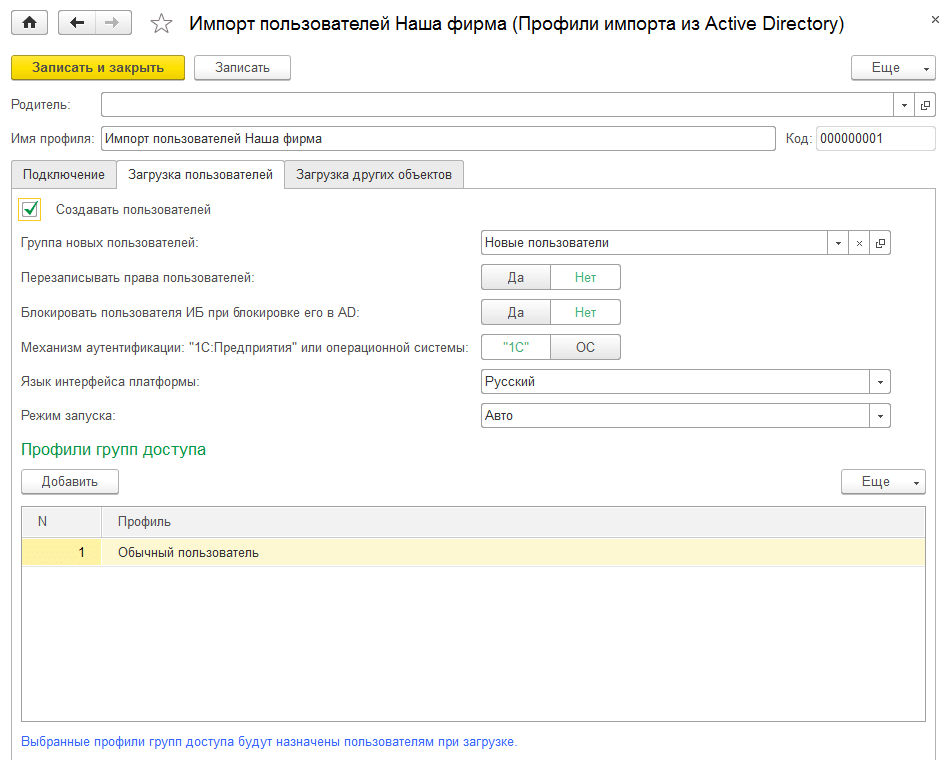 Импорт пользователей Наша фирма (Профили импорта из Active Directory)
Записать и закрыть Записать Еще
Родитель:
Имя профиля: Импорт пользователей Наша фирма Код: 000000001
Подключение Загрузка пользователей Загрузка других объектов
Создавать пользователей
Группа новых пользователей: Новые пользователи
Перезаписывать права пользователей: Да Нет
Блокировать пользователя ИБ при блокировке его в AD: Да Нет
Механизм аутентификации: "1С:Предприятия" или операционной системы: "1С" ОС
Язык интерфейса платформы: Русский
Режим запуска: Авто
Профили групп доступа
Добавить Еще
N Профиль
1 Обычный пользователь
Выбранные профили групп доступа будут назначены пользователям при загрузке.